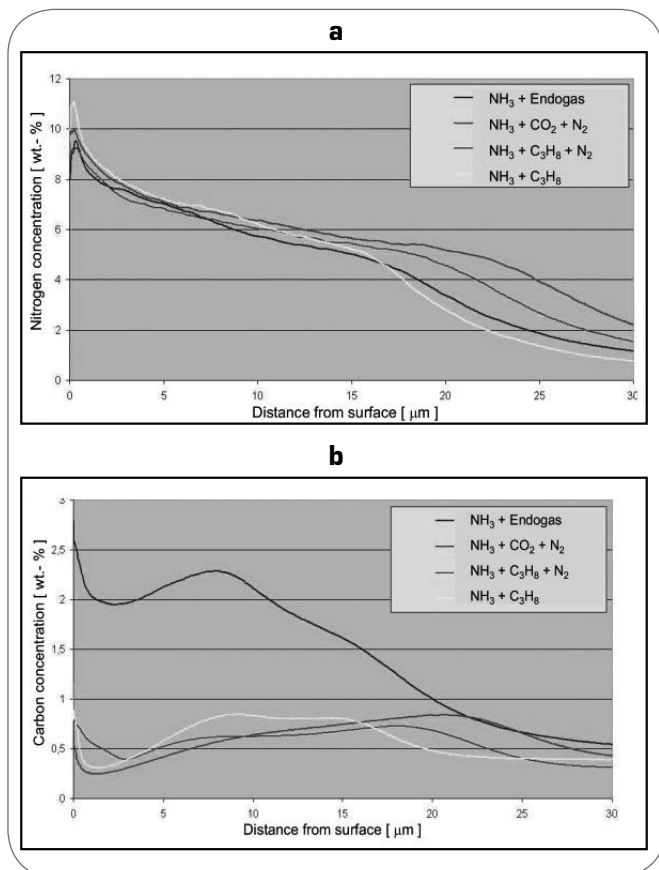 a
12
10
8
6
4
2
0
0 5 10 15 20 25 30
Nitrogen concentration [ wt.- % ]
Distance from surface [ μm ]
NH₃ + Endogas
NH₃ + CO₂ + N₂
NH₃ + C₃H₈ + N₂
NH₃ + C₃H₈
b
3
2,5
2
1,5
1
0,5
0
0 5 10 15 20 25 30
Carbon concentration [ wt.- % ]
Distance from surface [ μm ]
NH₃ + Endogas
NH₃ + CO₂ + N₂
NH₃ + C₃H₈ + N₂
NH₃ + C₃H₈